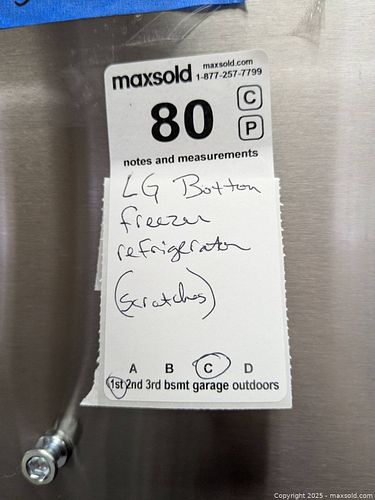 maxsold
maxsold.com
1-877-257-7799
80
C
P
notes and measurements
LG Bottom
freezer
refrigerator
(scratches)
A B C D
1st 2nd 3rd bsmt garage outdoors
Copyright 2025 - maxsold.com